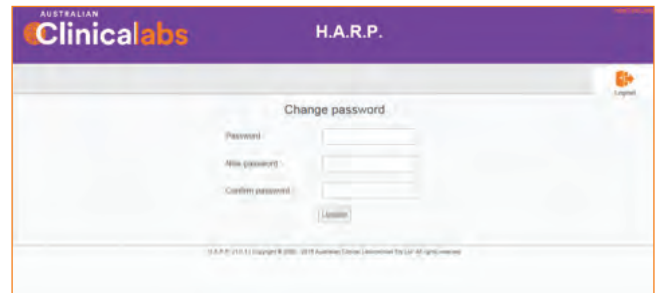 AUSTRALIAN
Clinicalabs
H.A.R.P.
Logout
Change password
Password
New password
Confirm password
Update